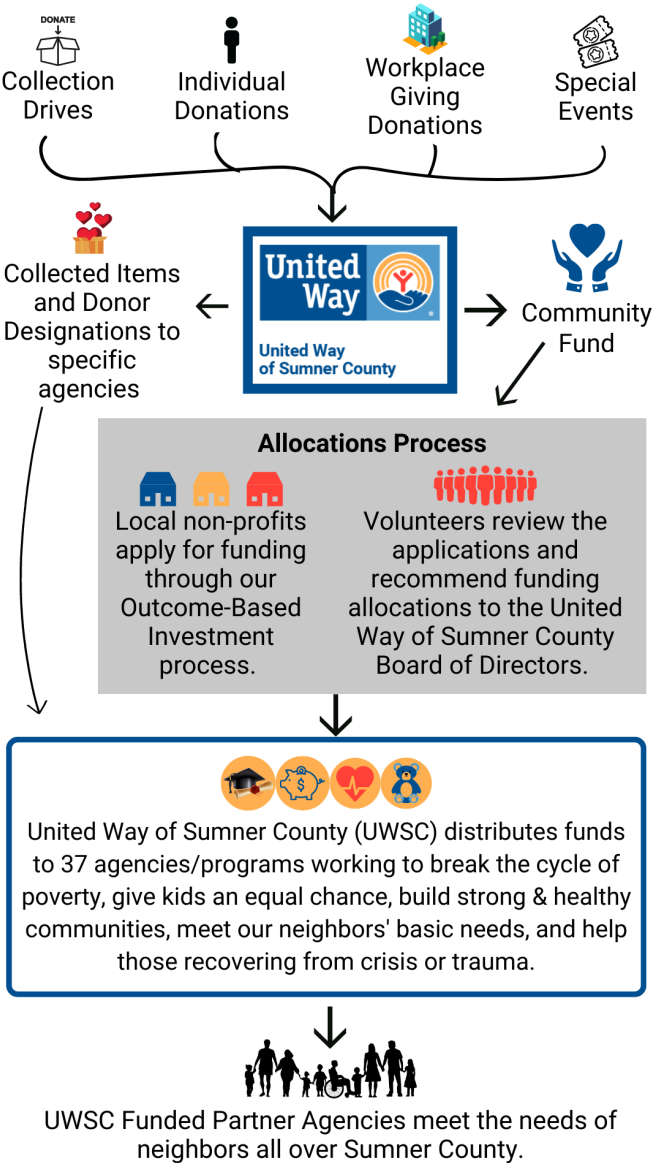 DONATE
Collection
Drives
Individual
Donations
Workplace
Giving
Donations
Special
Events
United
Way
®
United Way
of Sumner County
Collected Items
and Donor
Designations to
specific
agencies
Community
Fund
Allocations Process
Local non-profits
apply for funding
through our
Outcome-Based
Investment
process.
Volunteers review the
applications and
recommend funding
allocations to the United
Way of Sumner County
Board of Directors.
$
United Way of Sumner County (UWSC) distributes funds
to 37 agencies/programs working to break the cycle of
poverty, give kids an equal chance, build strong & healthy
communities, meet our neighbors' basic needs, and help
those recovering from crisis or trauma.
UWSC Funded Partner Agencies meet the needs of
neighbors all over Sumner County.